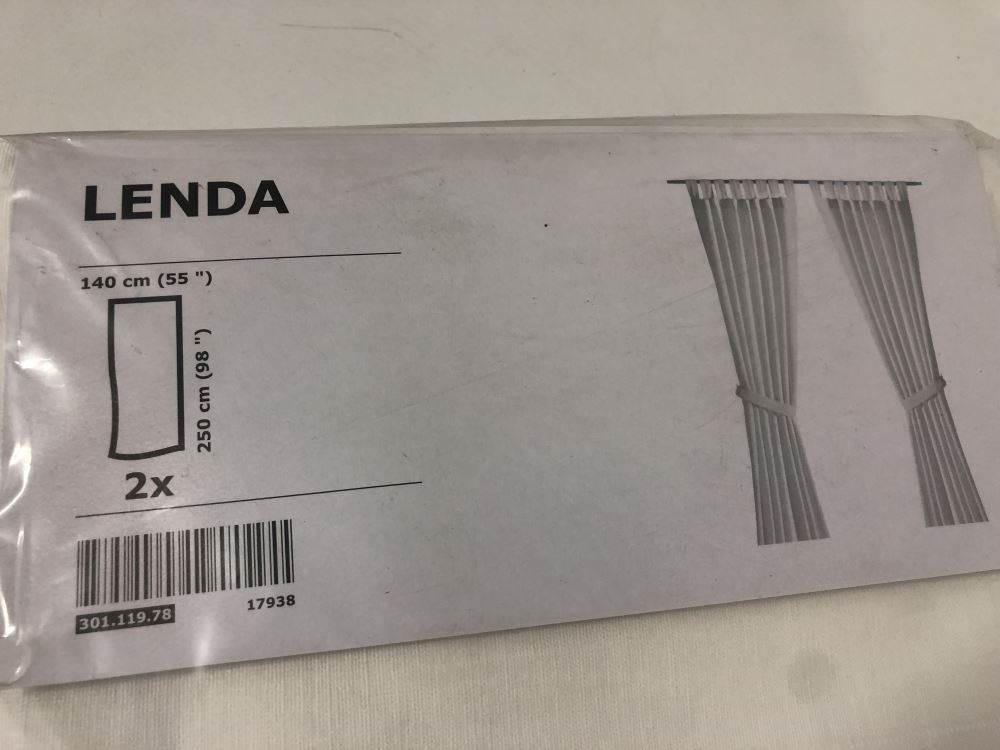 LENDA
140 cm (55 ")
250 cm (98 ")
2x
301.119.78
17938